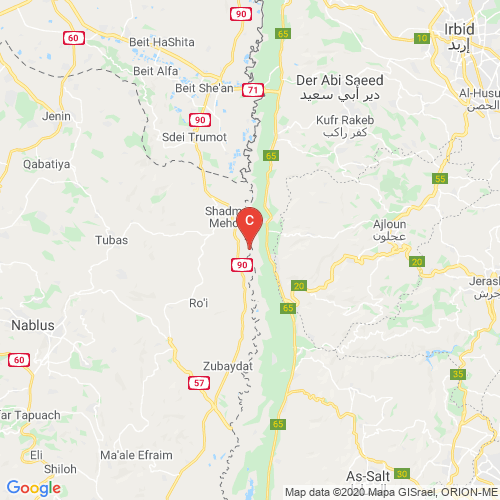 Irbid
إربد
90
65
60
10
Beit HaShita
Beit Alfa
Der Abi Saeed
دير أبي سعيد
Beit She'an
71
Al-Husu
الحصن
Jenin
90
Kufr Rakeb
كفر راكب
65
Sdei Trumot
Qabatiya
55
Shadm
Meho
C
Ajloun
عجلون
Tubas
90
20
20
Jerash
جرش
Ro'i
65
Nablus
60
Zubaydat
57
35
far Tapuach
65
Eli
Ma'ale Efraim
Shiloh
As-Salt
30
Google
Map data ©2020 Mapa GISrael, ORION-ME